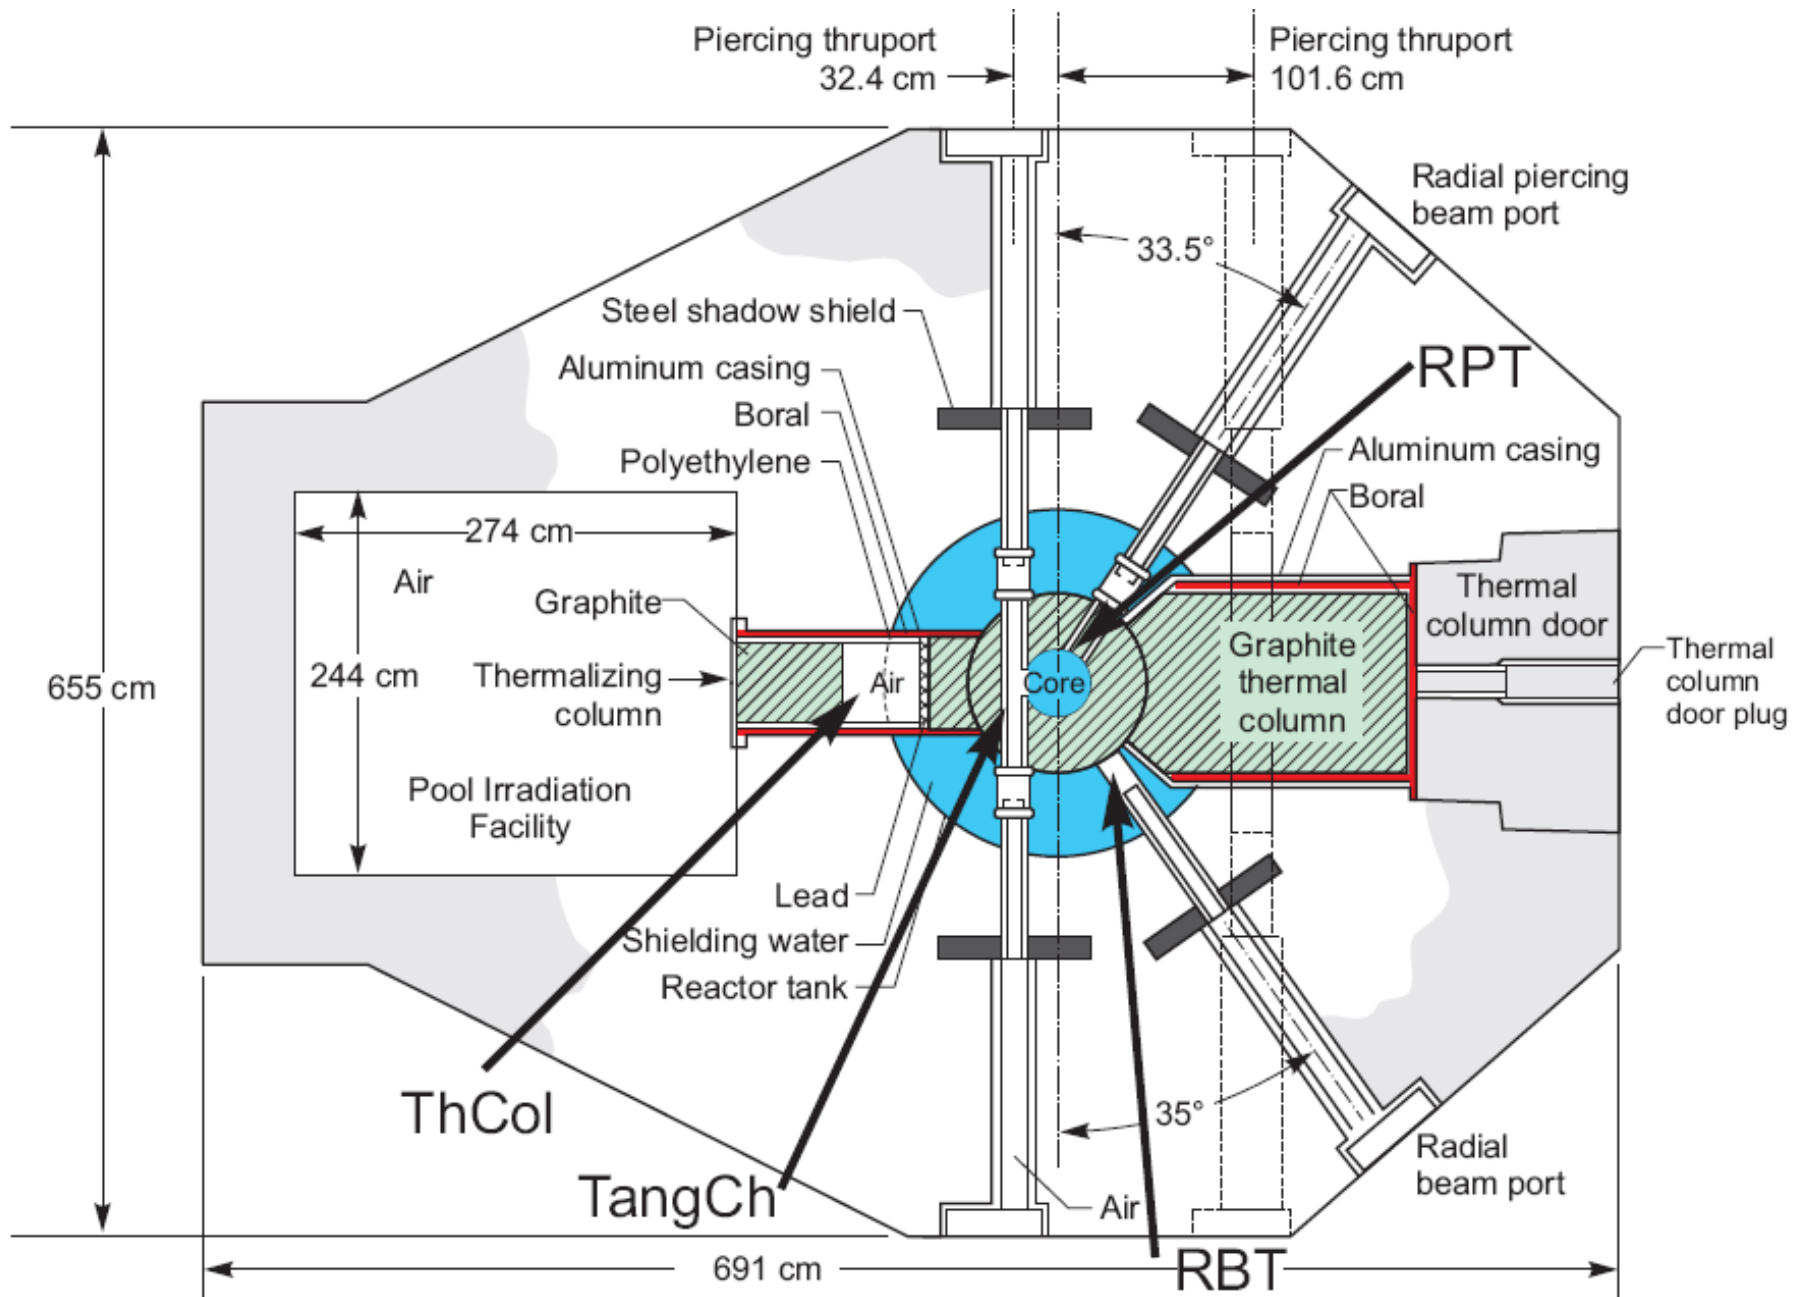 Piercing thruport
32.4 cm
Piercing thruport
101.6 cm
Radial piercing
beam port
33.5°
Steel shadow shield
RPT
Aluminum casing
Boral
Polyethylene
Aluminum casing
Boral
274 cm
Air
Graphite
Thermal
column door
Graphite
thermal
column
Thermal
column
door plug
655 cm
244 cm
Thermalizing
column
Air
Core
Pool Irradiation
Facility
Lead
Shielding water
Reactor tank
ThCol
35°
Radial
beam port
TangCh
Air
691 cm
RBT